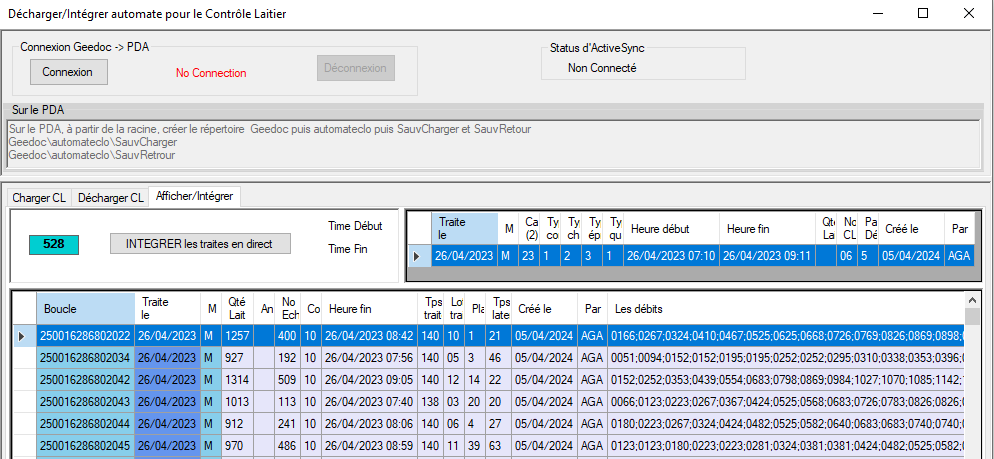 Décharger/Intégrer automate pour le Contrôle Laitier
Connexion Geedoc -> PDA
Connexion
No Connection
Déconnexion
Status d'ActiveSync
Non Connecté
Sur le PDA
Sur le PDA, à partir de la racine, créer le répertoire Geedoc puis automateclo puis SauvCharger et SauvRetour
Geedoc\automateclo\SauvCharger
Geedoc\automateclo\SauvRetrour
Charger CL Décharger CL Afficher/Intégrer
528
INTEGRER les traites en direct
Time Début
Time Fin
Traite le M Ca (2) Ty co Ty ch Ty ép Ty qu Heure début Heure fin Qté La No CL Pa Dé Créé le Par
26/04/2023 M 23 1 2 3 1 26/04/2023 07:10 26/04/2023 09:11 06 5 05/04/2024 AGA
Boucle Traite le M Qté Lait An No Ech Co Heure fin Tps trait Lot tra Pla Tps late Créé le Par Les débits
250016286802022 26/04/2023 M 1257 400 10 26/04/2023 08:42 140 10 1 21 05/04/2024 AGA 0166;0267;0324;0410;0467;0525;0625;0668;0726;0769;0826;0869;0898;
250016286802034 26/04/2023 M 927 192 10 26/04/2023 07:56 140 05 3 46 05/04/2024 AGA 0051;0094;0152;0152;0195;0195;0252;0252;0295;0310;0338;0353;0396;
250016286802042 26/04/2023 M 1314 509 10 26/04/2023 09:05 140 12 14 22 05/04/2024 AGA 0152;0252;0353;0439;0554;0683;0798;0869;0984;1027;1070;1085;1142;
250016286802043 26/04/2023 M 1013 113 10 26/04/2023 07:40 138 03 20 20 05/04/2024 AGA 0066;0123;0223;0267;0367;0424;0525;0568;0683;0726;0783;0826;0826;
250016286802044 26/04/2023 M 912 241 10 26/04/2023 08:06 140 06 4 27 05/04/2024 AGA 0180;0223;0267;0324;0424;0482;0525;0582;0640;0683;0683;0740;0740;
250016286802045 26/04/2023 M 970 486 10 26/04/2023 08:59 140 11 39 63 05/04/2024 AGA 0123;0123;0180;0223;0223;0281;0324;0381;0381;0424;0482;0525;0582;